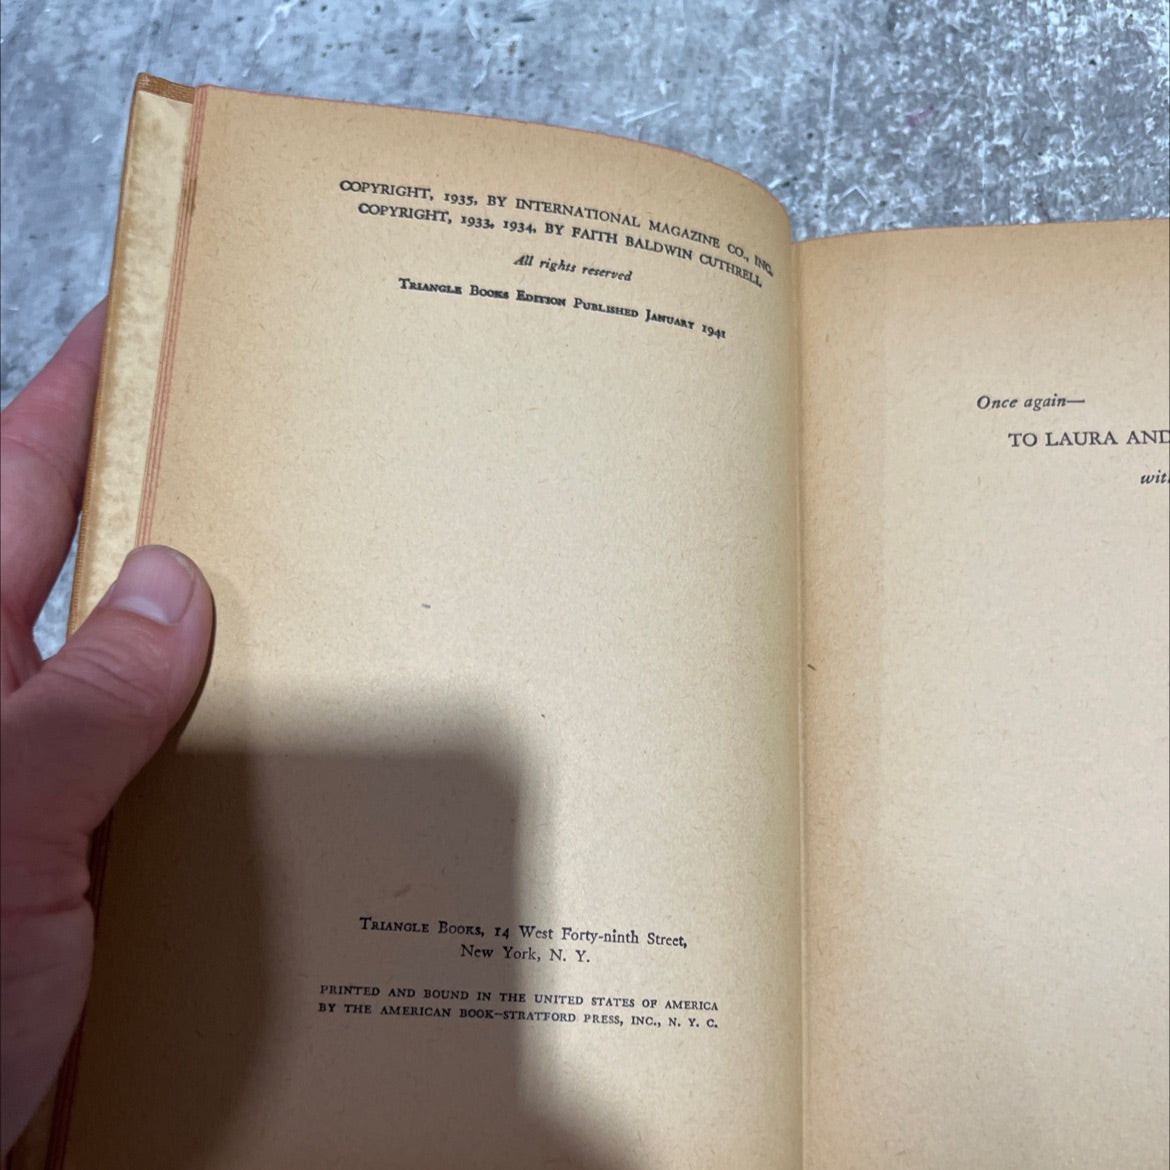 COPYRIGHT, 1935, BY INTERNATIONAL MAGAZINE CO., INC.
COPYRIGHT, 1933, 1934, BY FAITH BALDWIN CUTHRELL
All rights reserved
TRIANGLE BOOKS EDITION PUBLISHED JANUARY 1941
TRIANGLE BOOKS, 14 West Forty-ninth Street,
New York, N. Y.
PRINTED AND BOUND IN THE UNITED STATES OF AMERICA
BY THE AMERICAN BOOK—STRATFORD PRESS, INC., N. Y. C.
Once again—
TO LAURA AND